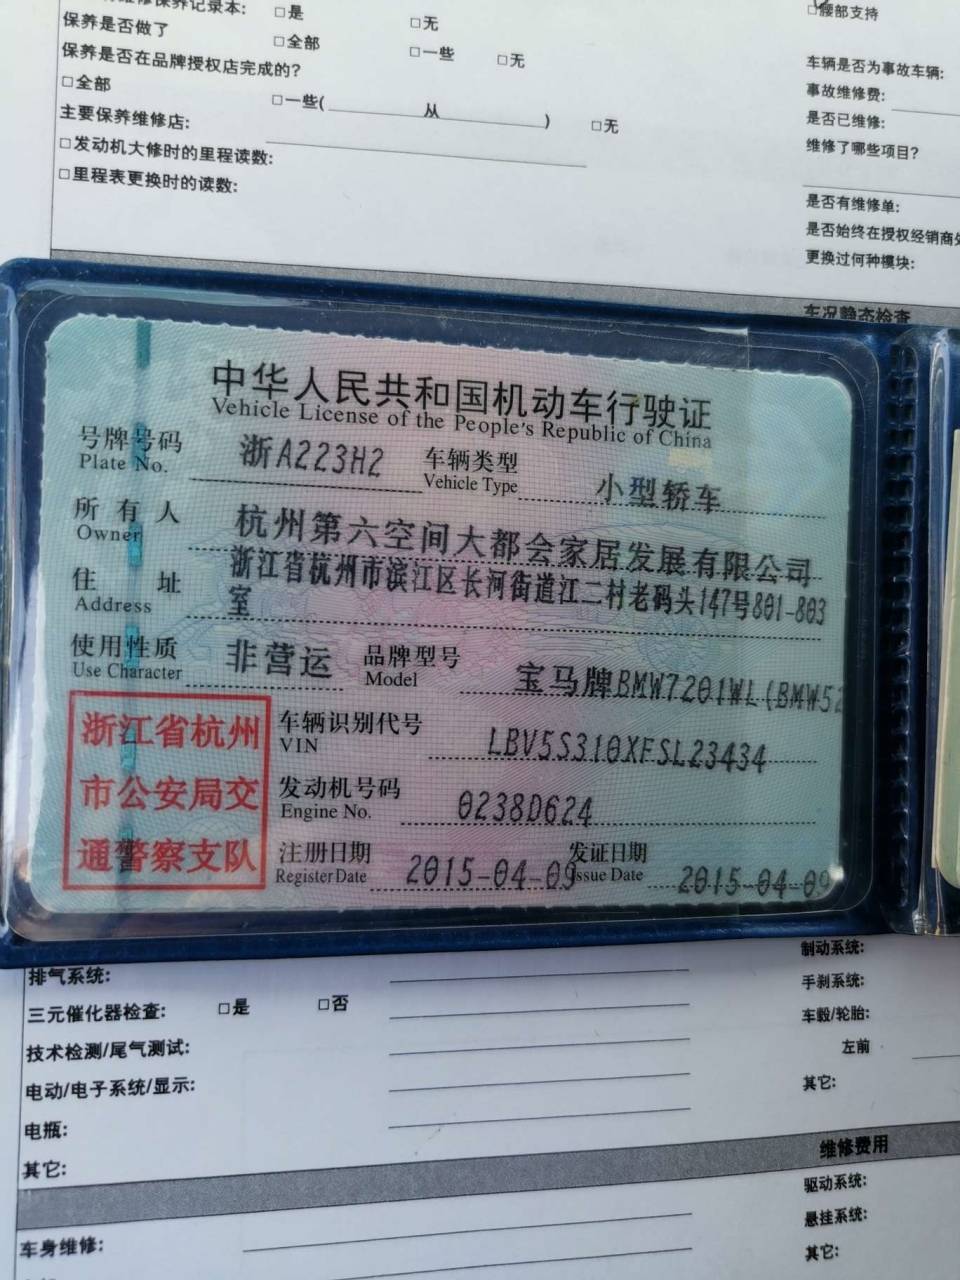 保养记录本: □是 □无
保养是否做了 □全部 □一些 □无
保养是否在品牌授权店完成的?
□全部 □一些( 从 ) □无
主要保养维修店:
□发动机大修时的里程读数:
□里程表更换时的读数:
□腰部支持
车辆是否为事故车辆:
事故维修费:
是否已维修:
维修了哪些项目?
是否有维修单:
是否始终在授权经销商处
更换过何种模块:
车况静态检查
中华人民共和国机动车行驶证
Vehicle License of the People's Republic of China
号牌号码 浙A223H2 车辆类型 小型轿车
Plate No. Vehicle Type
所有人 杭州第六空间大都会家居发展有限公司
Owner
住址 浙江省杭州市滨江区长河街道江二村老码头147号801-803
Address 室
使用性质 非营运 品牌型号 宝马牌BMW7201WL(BMW52
Use Character Model
浙江省杭州
市公安局交
通警察支队
车辆识别代号 LBV5S310XFSL23434
VIN
发动机号码 0238D624
Engine No.
注册日期 2015-04-09 发证日期 2015-04-09
Register Date Issue Date
排气系统:
三元催化器检查: □是 □否
技术检测/尾气测试:
电动/电子系统/显示:
电瓶:
其它:
车身维修:
制动系统:
手刹系统:
车毂/轮胎:
左前
其它:
维修费用
驱动系统:
悬挂系统:
其它: